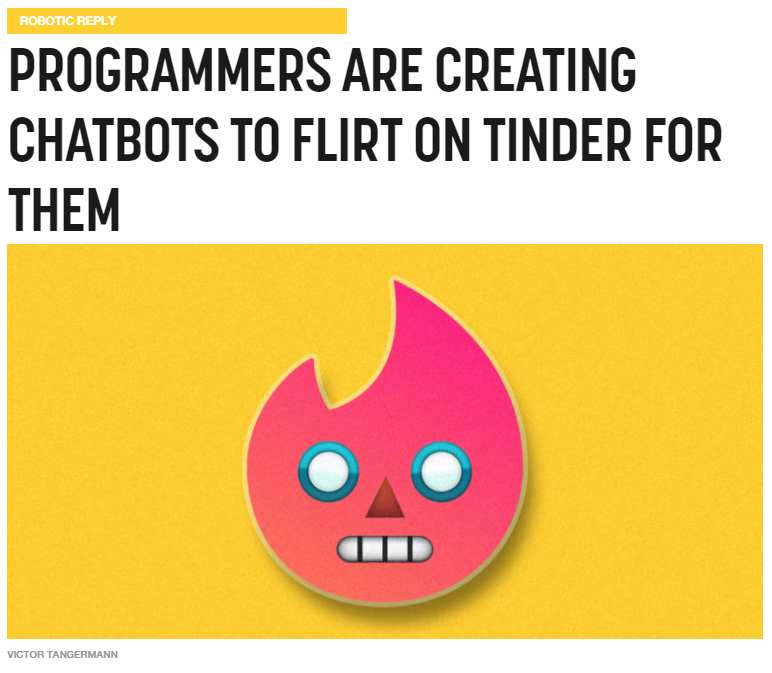 ROBOTIC REPLY
PROGRAMMERS ARE CREATING
CHATBOTS TO FLIRT ON TINDER FOR
THEM
VICTOR TANGERMANN